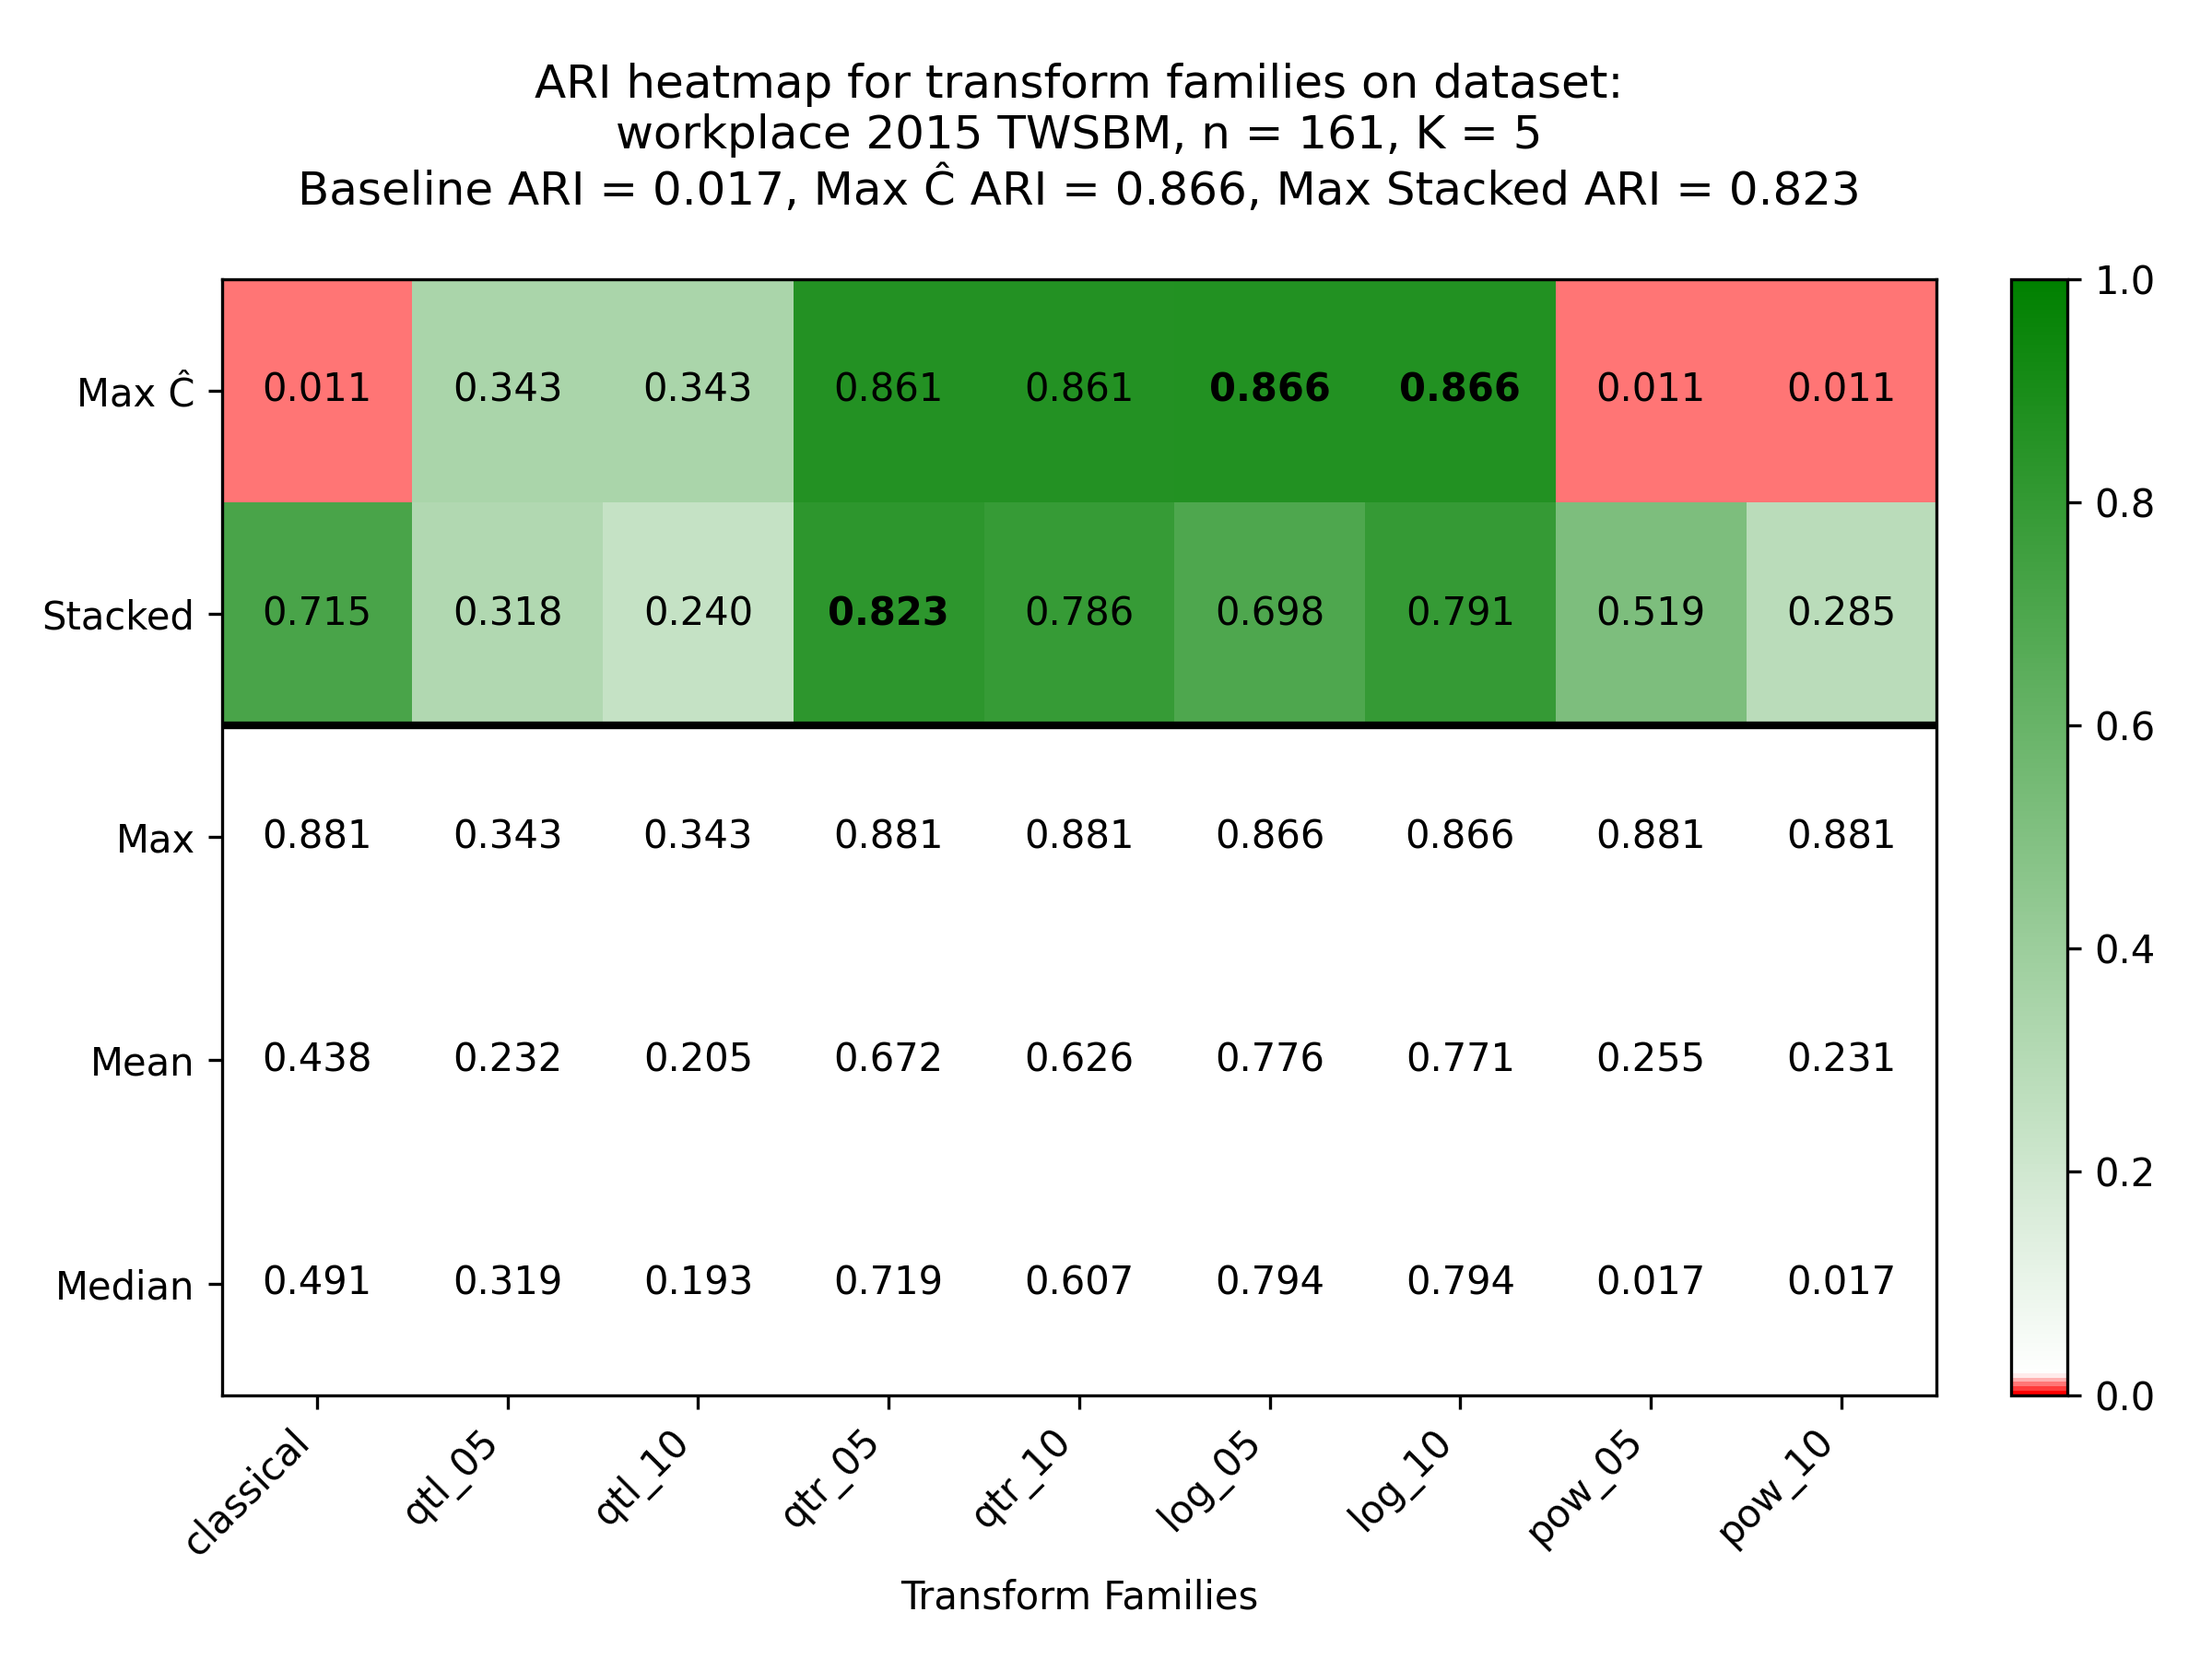 ARI heatmap for transform families on dataset:
workplace 2015 TWSBM, n = 161, K = 5
Baseline ARI = 0.017, Max Ĉ ARI = 0.866, Max Stacked ARI = 0.823
Max Ĉ 0.011 0.343 0.343 0.861 0.861 0.866 0.866 0.011 0.011
Stacked 0.715 0.318 0.240 0.823 0.786 0.698 0.791 0.519 0.285
Max 0.881 0.343 0.343 0.881 0.881 0.866 0.866 0.881 0.881
Mean 0.438 0.232 0.205 0.672 0.626 0.776 0.771 0.255 0.231
Median 0.491 0.319 0.193 0.719 0.607 0.794 0.794 0.017 0.017
classical qtl_05 qtl_10 qtr_05 qtr_10 log_05 log_10 pow_05 pow_10
Transform Families
1.0
0.8
0.6
0.4
0.2
0.0